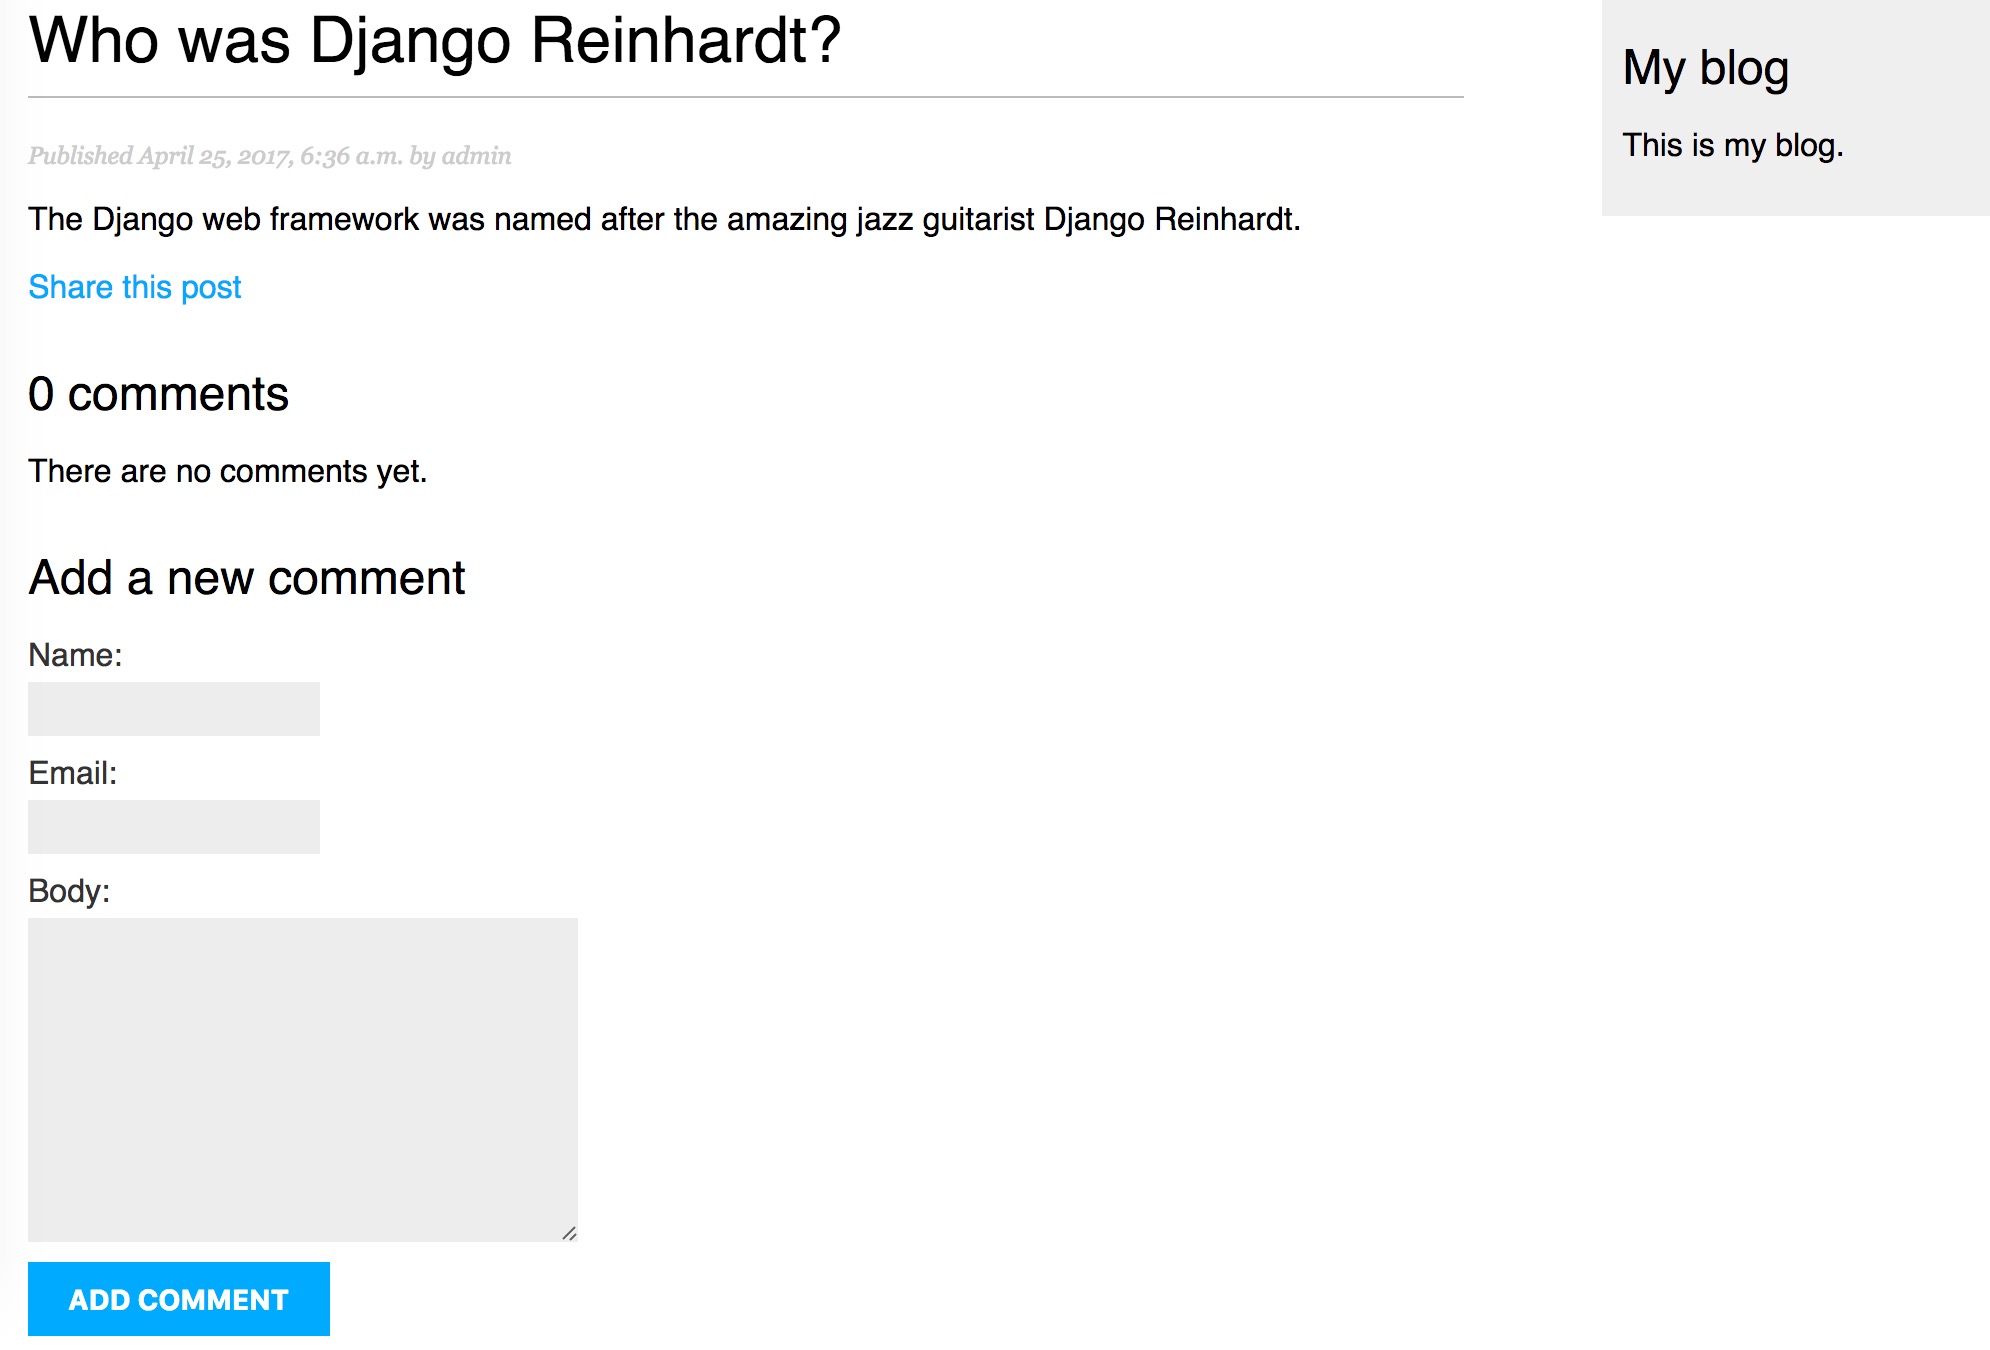 Who was Django Reinhardt?
Published April 25, 2017, 6:36 a.m. by admin
The Django web framework was named after the amazing jazz guitarist Django Reinhardt.
Share this post
0 comments
There are no comments yet.
Add a new comment
Name:
Email:
Body:
ADD COMMENT
My blog
This is my blog.